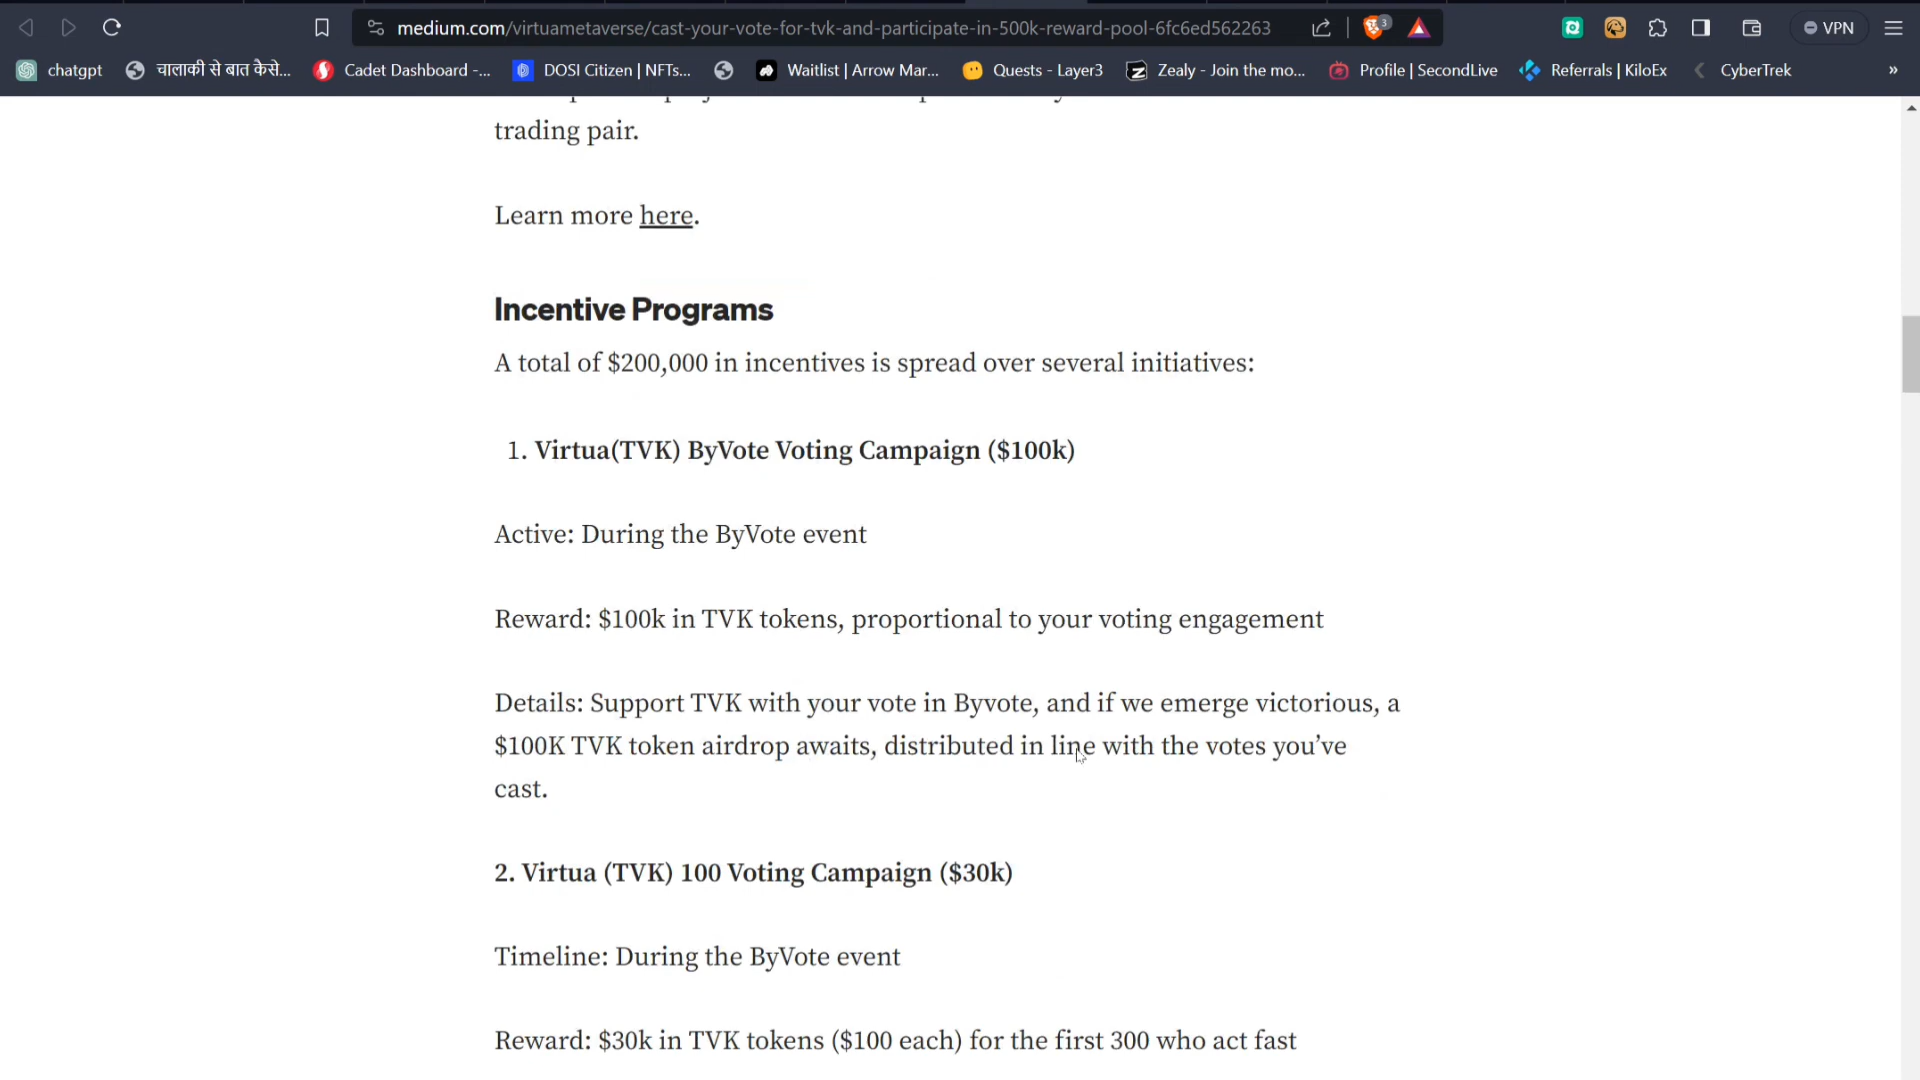 medium.com/virtuametaverse/cast-your-vote-for-tvk-and-participate-in-500k-reward-pool-6fc6ed562263
3
VPN
chatgpt
चालाकी से बात कैसे...
Cadet Dashboard -...
DOSI Citizen | NFTs...
Waitlist | Arrow Mar...
Quests - Layer3
Zealy - Join the mo...
Profile | SecondLive
Referrals | KiloEx
CyberTrek
»
trading pair.
Learn more here.
Incentive Programs
A total of $200,000 in incentives is spread over several initiatives:
1. Virtua(TVK) ByVote Voting Campaign ($100k)
Active: During the ByVote event
Reward: $100k in TVK tokens, proportional to your voting engagement
Details: Support TVK with your vote in Byvote, and if we emerge victorious, a
$100K TVK token airdrop awaits, distributed in line with the votes you’ve
cast.
2. Virtua (TVK) 100 Voting Campaign ($30k)
Timeline: During the ByVote event
Reward: $30k in TVK tokens ($100 each) for the first 300 who act fast